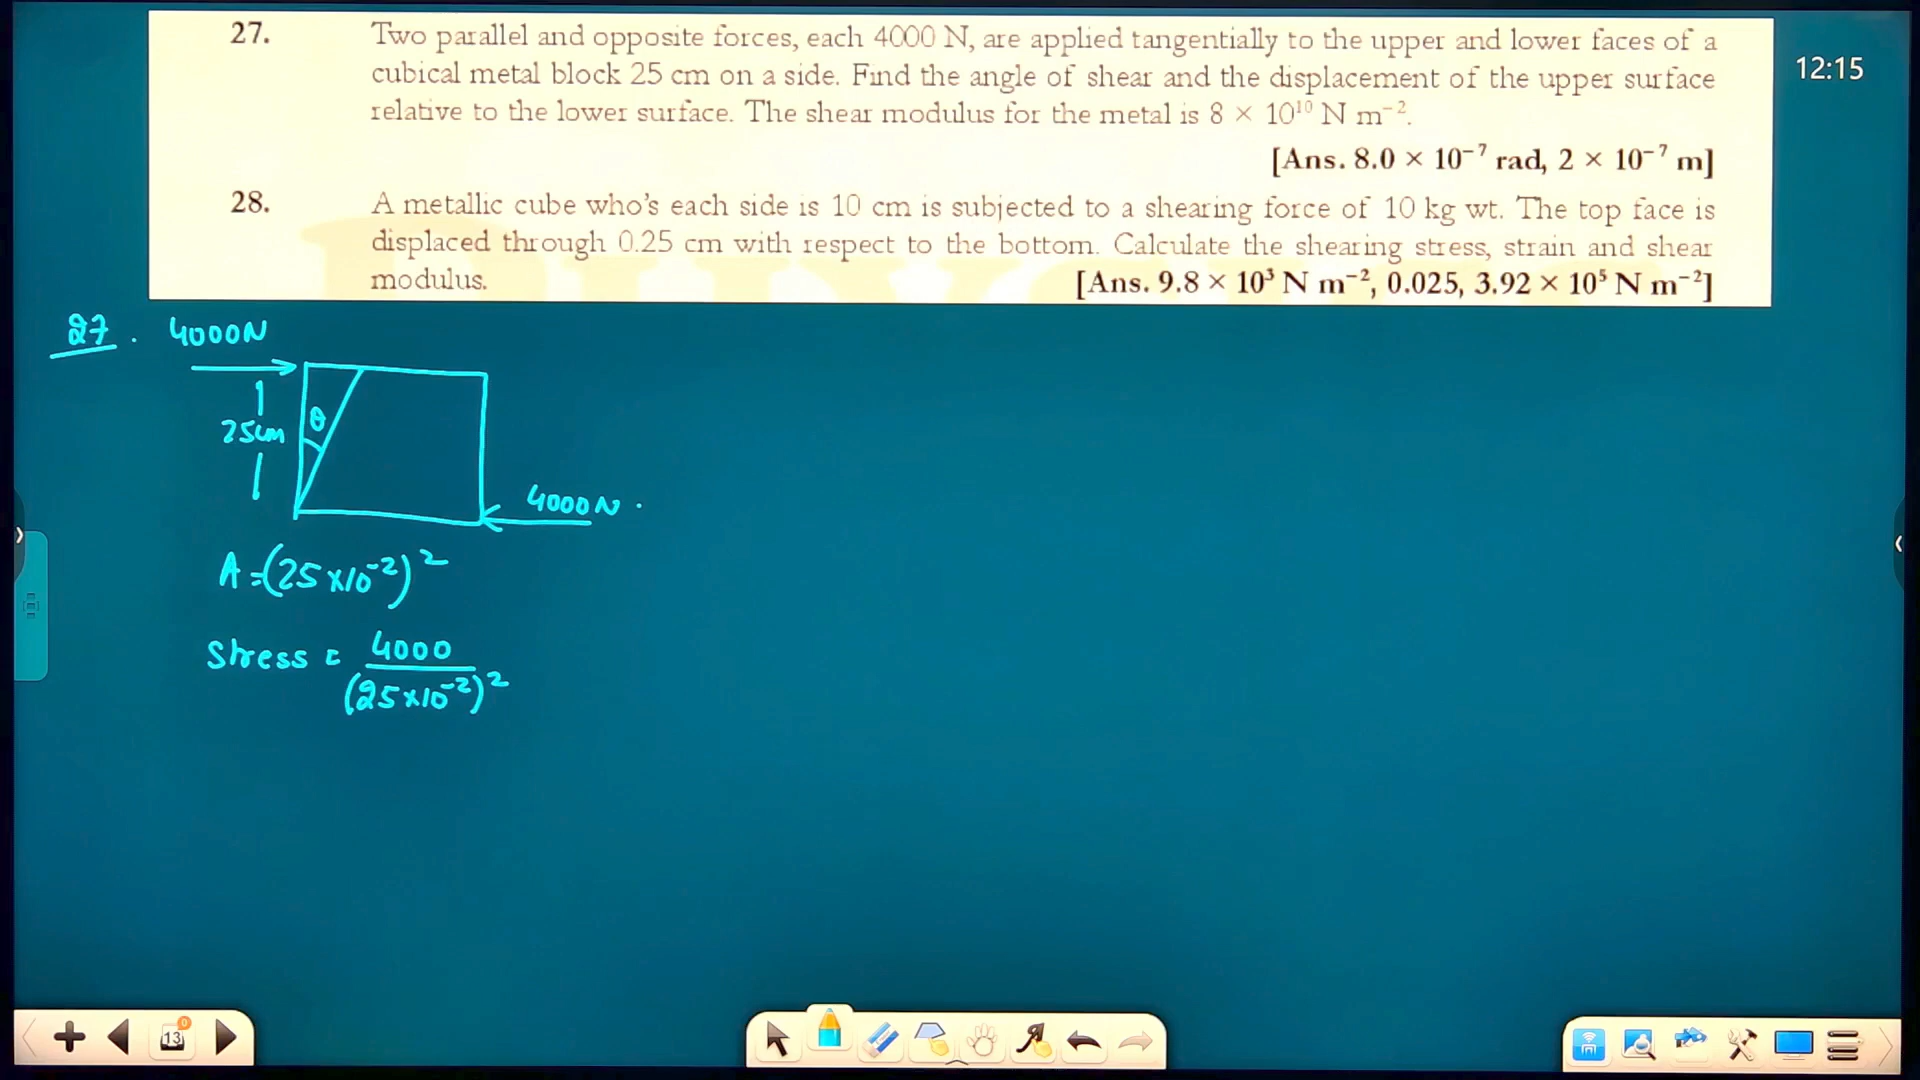 27. Two parallel and opposite forces, each 4000 N, are applied tangentially to the upper and lower faces of a
cubical metal block 25 cm on a side. Find the angle of shear and the displacement of the upper surface
relative to the lower surface. The shear modulus for the metal is 8 × 10¹⁰ N m⁻².
[Ans. 8.0 × 10⁻⁷ rad, 2 × 10⁻⁷ m]
28. A metallic cube who's each side is 10 cm is subjected to a shearing force of 10 kg wt. The top face is
displaced through 0.25 cm with respect to the bottom. Calculate the shearing stress, strain and shear
modulus. [Ans. 9.8 × 10³ N m⁻², 0.025, 3.92 × 10⁵ N m⁻²]
12:15
27. 4000N
θ
25cm
4000N.
A=(25×10⁻²)²
Stress = 4000
(25×10⁻²)²
13
0